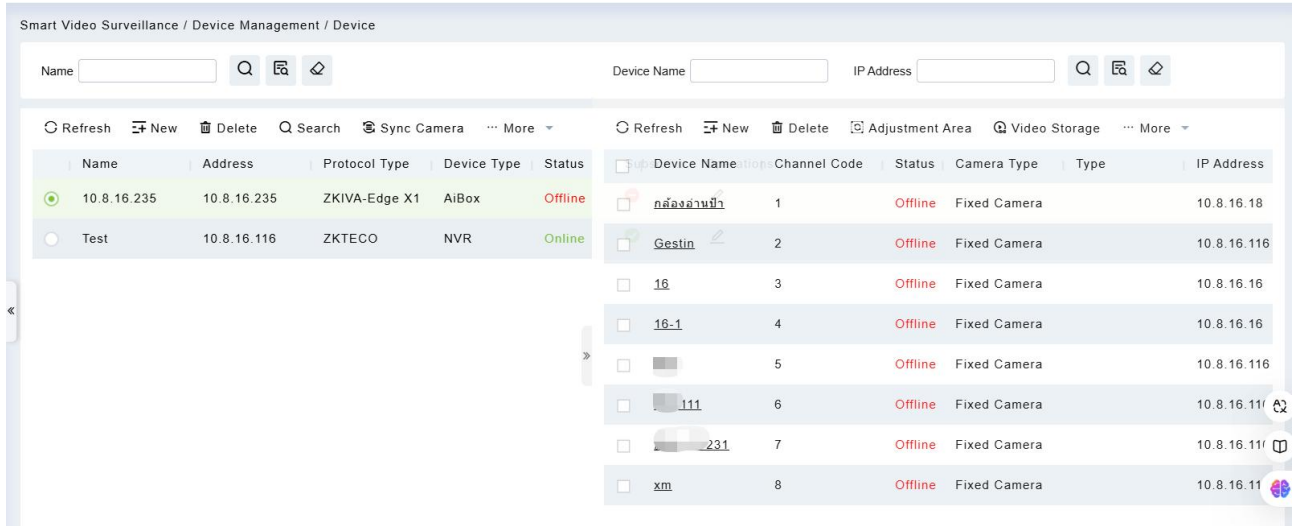 Smart Video Surveillance / Device Management / Device
Name
Device Name IP Address
Refresh New Delete Search Sync Camera ··· More
Refresh New Delete Adjustment Area Video Storage ··· More
Name Address Protocol Type Device Type Status
Device Name Channel Code Status Camera Type Type IP Address
10.8.16.235 10.8.16.235 ZKIVA-Edge X1 AiBox Offline
Test 10.8.16.116 ZKTECO NVR Online
กล้องอ่านป้า 1 Offline Fixed Camera 10.8.16.18
Gestin 2 Offline Fixed Camera 10.8.16.116
16 3 Offline Fixed Camera 10.8.16.16
16-1 4 Offline Fixed Camera 10.8.16.16
5 Offline Fixed Camera 10.8.16.116
111 6 Offline Fixed Camera
231 7 Offline Fixed Camera
xm 8 Offline Fixed Camera